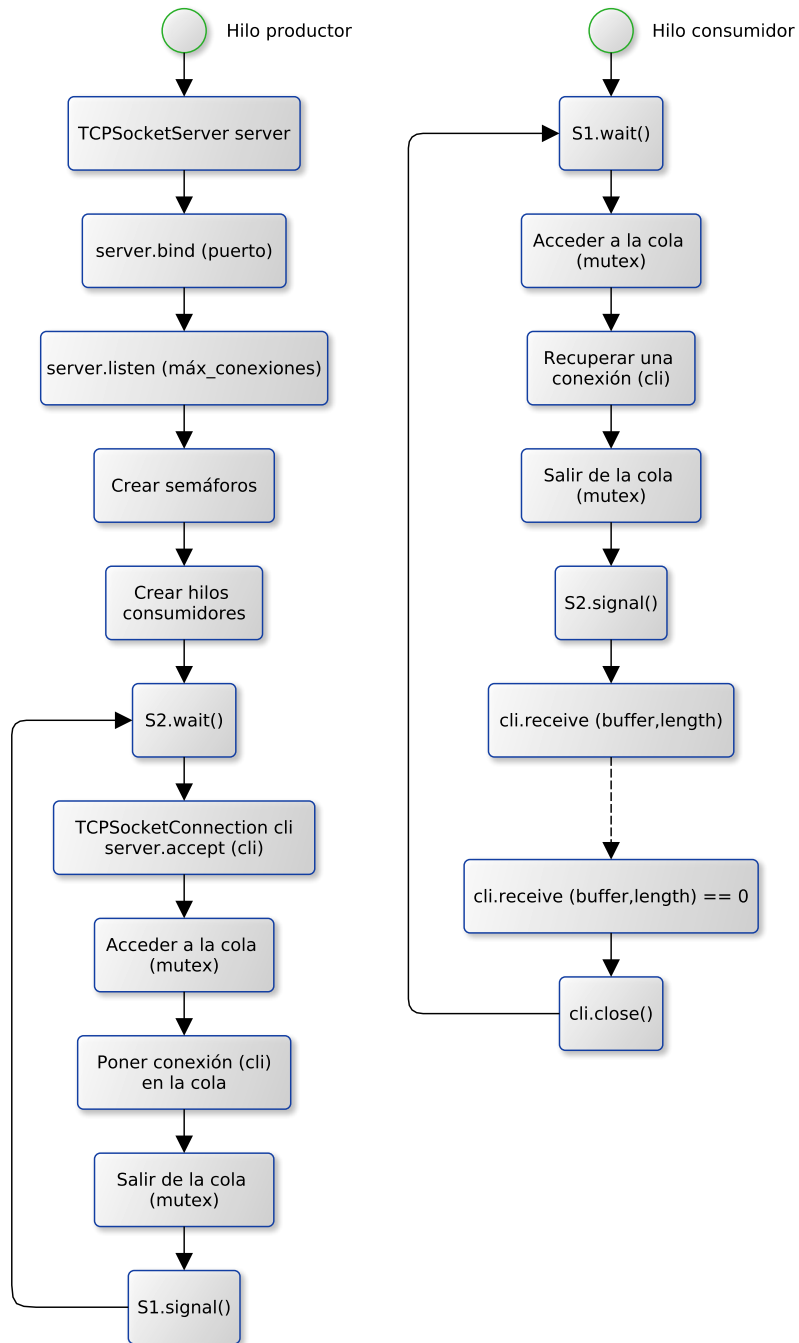 Hilo productor
TCPSocketServer server
server.bind (puerto)
server.listen (máx_conexiones)
Crear semáforos
Crear hilos
consumidores
S2.wait()
TCPSocketConnection cli
server.accept (cli)
Acceder a la cola
(mutex)
Poner conexión (cli)
en la cola
Salir de la cola
(mutex)
S1.signal()
Hilo consumidor
S1.wait()
Acceder a la cola
(mutex)
Recuperar una
conexión (cli)
Salir de la cola
(mutex)
S2.signal()
cli.receive (buffer,length)
cli.receive (buffer,length) == 0
cli.close()